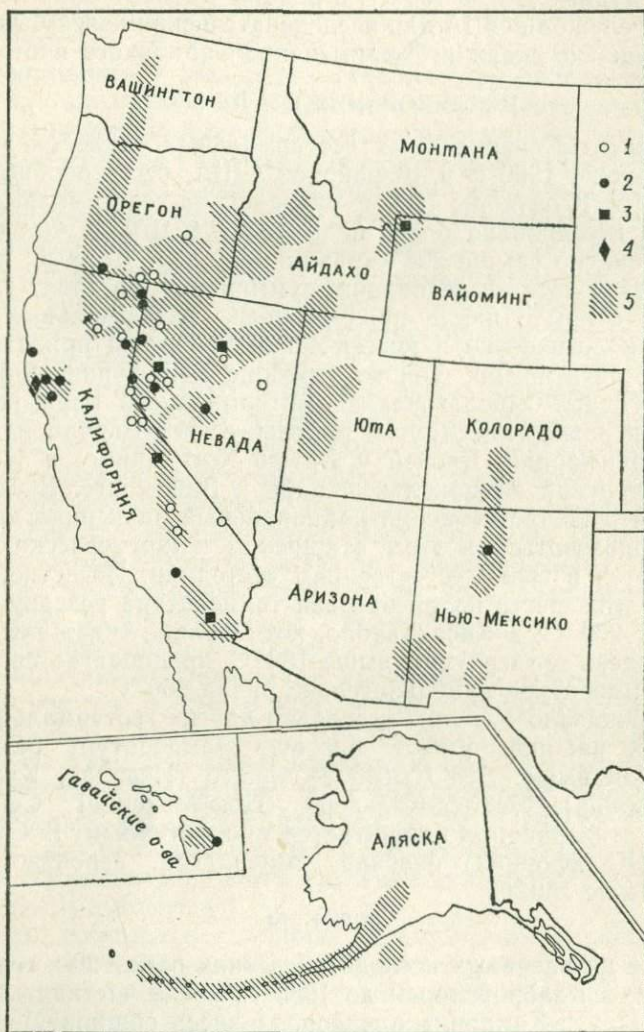 ВАШИНГТОН
МОНТАНА
ОРЕГОН
АЙДАХО
ВАЙОМИНГ
1
2
3
4
5
КАЛИФОРНИЯ
НЕВАДА
ЮТА
КОЛОРАДО
АРИЗОНА
НЬЮ-МЕКСИКО
Гавайские о-ва
АЛЯСКА